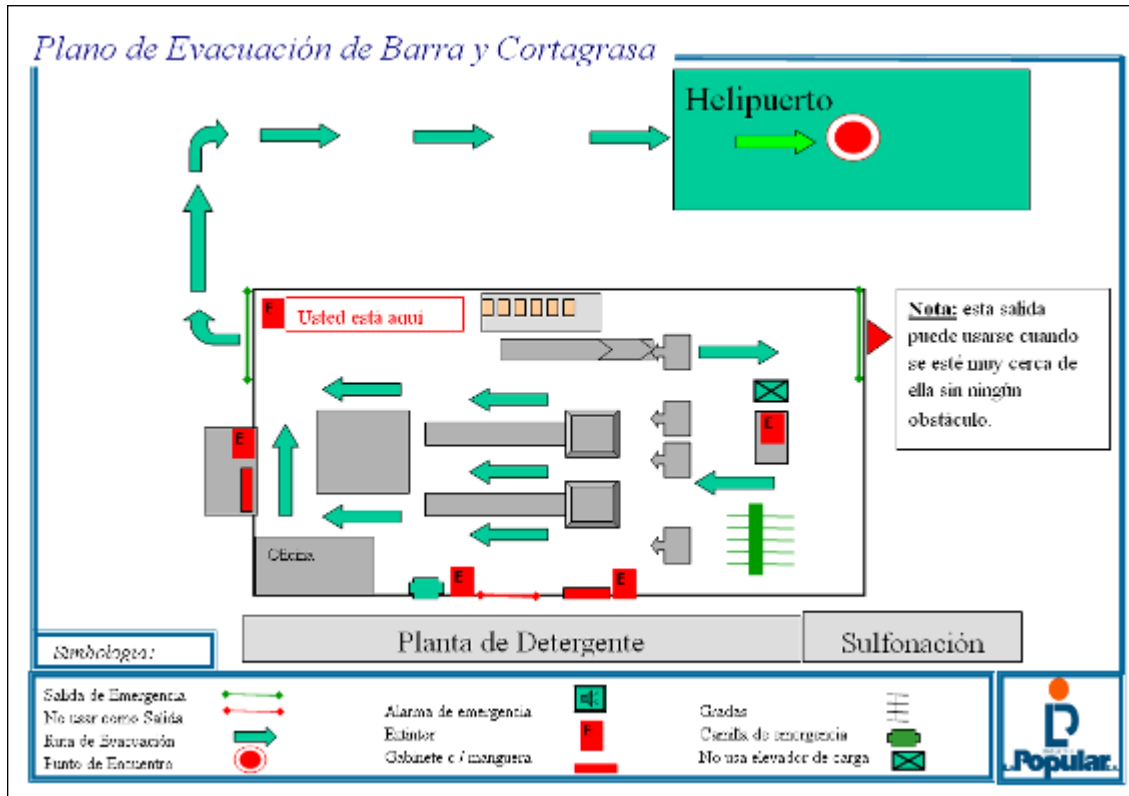 Plano de Evacuación de Barra y Cortagrasa
Helipuerto
E
Usted está aquí
Nota: esta salida
puede usarse cuando
se esté muy cerca de
ella sin ningún
obstáculo.
E
E
Oficina
E
E
Planta de Detergente
Sulfonación
Simbología:
Salida de Emergencia
No usar como Salida
Ruta de Evacuación
Punto de Encuentro
Alarma de emergencia
Extintor
E
Gabinete c / manguera
Gradas
Camilla de emergencia
No usa elevador de carga
Popular